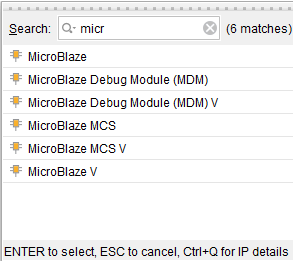 Search: micr (6 matches)
MicroBlaze
MicroBlaze Debug Module (MDM)
MicroBlaze Debug Module (MDM) V
MicroBlaze MCS
MicroBlaze MCS V
MicroBlaze V
ENTER to select, ESC to cancel, Ctrl+Q for IP details